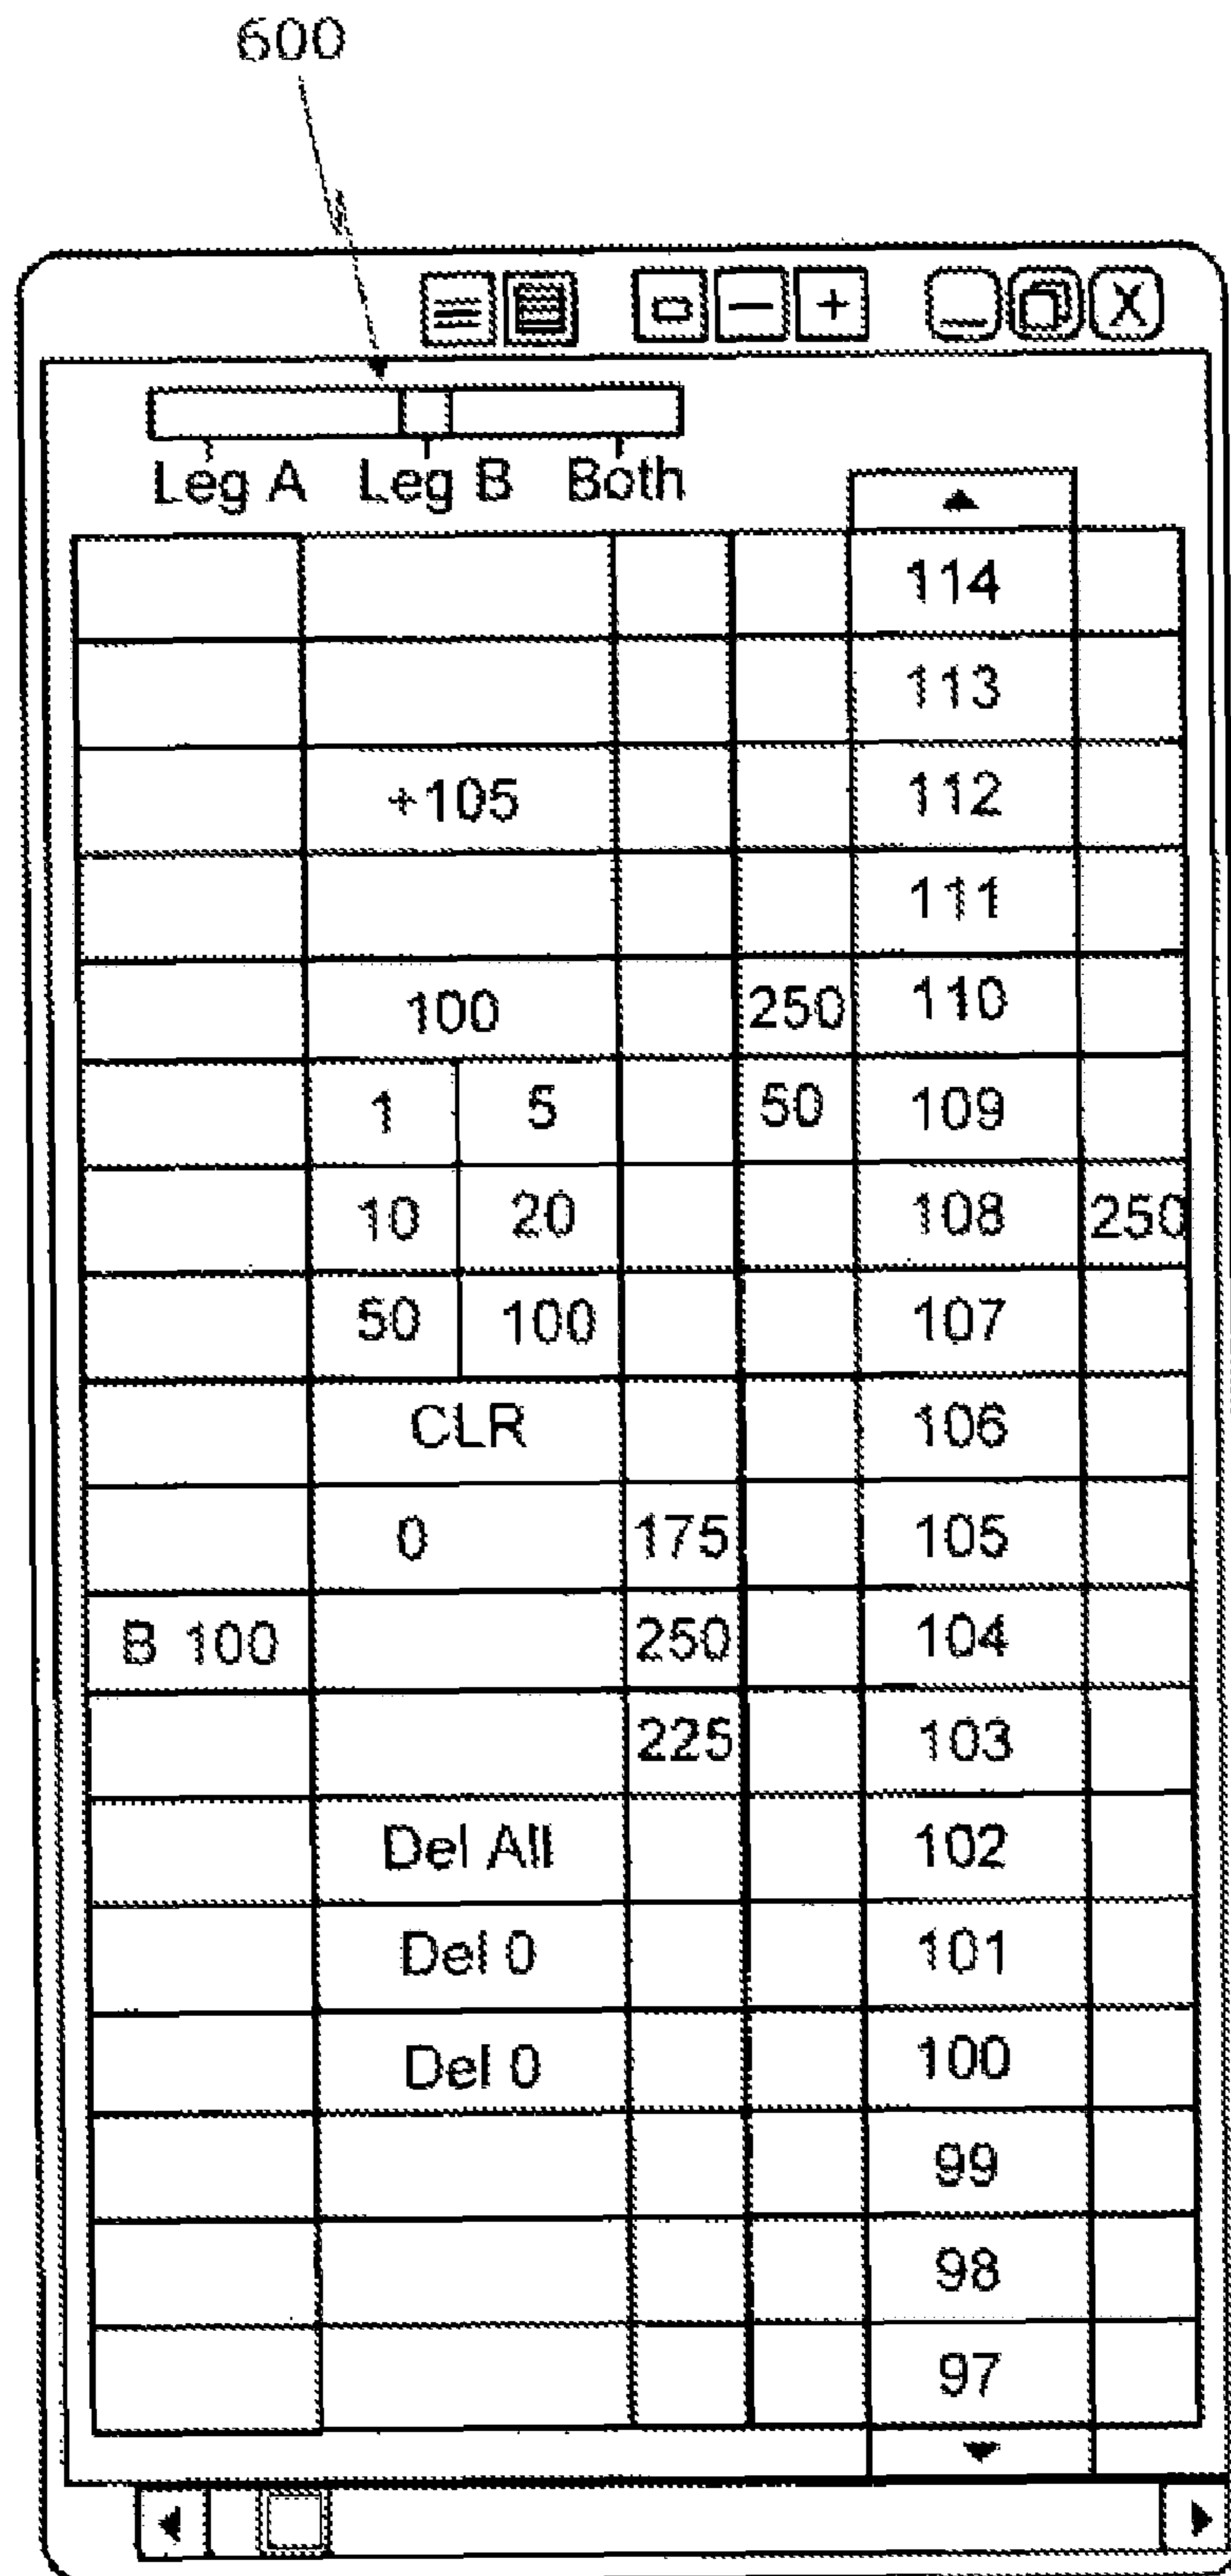 600
Leg A Leg B Both
114
113
+105 112
111
100 250 110
1 5 50 109
10 20 108 250
50 100 107
CLR 106
0 175 105
B 100 250 104
225 103
Del All 102
Del 0 101
Del 0 100
99
98
97